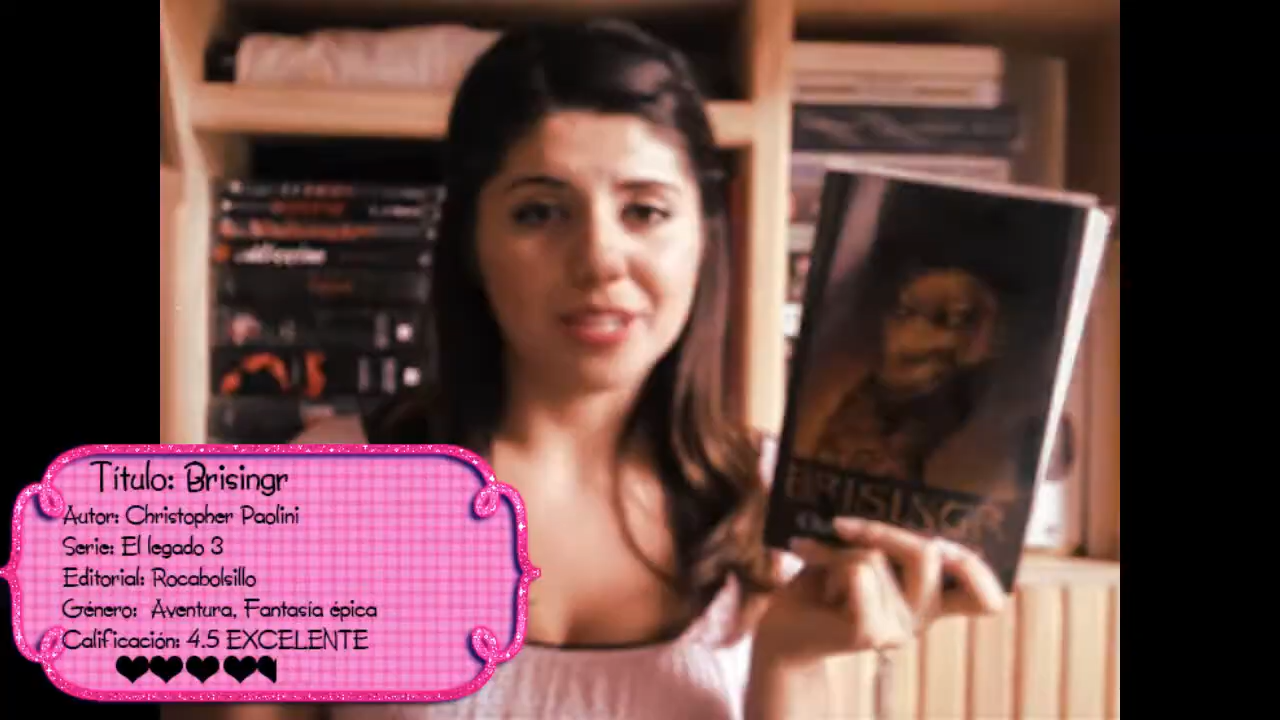 Título: Brisingr
Autor: Christopher Paolini
Serie: El legado 3
Editorial: Rocabolsillo
Género: Aventura, Fantasía épica
Calificación: 4.5 EXCELENTE
BRISINGR